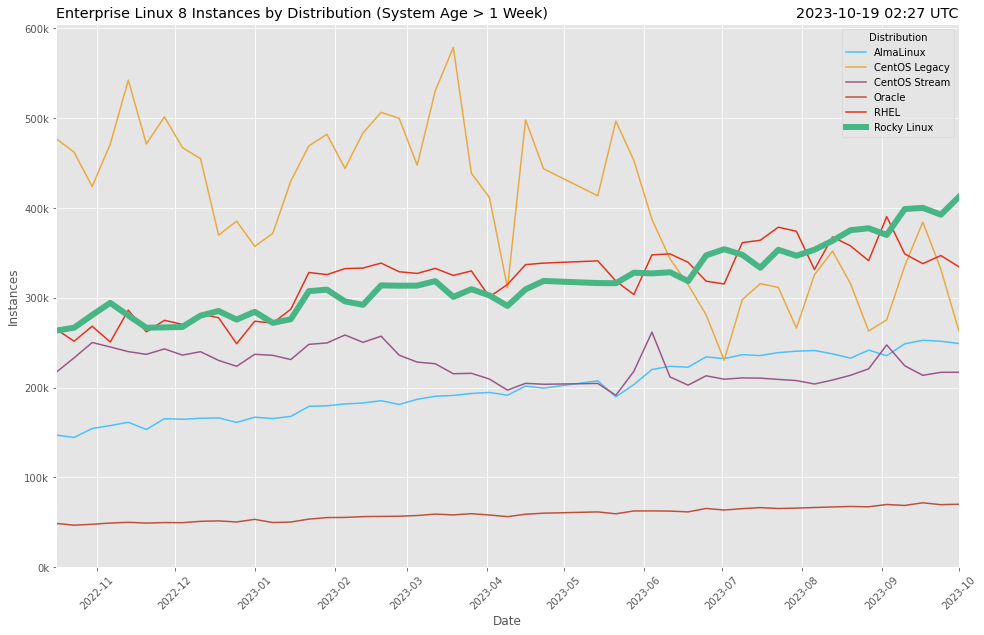 Enterprise Linux 8 Instances by Distribution (System Age > 1 Week)
2023-10-19 02:27 UTC
Distribution
AlmaLinux
CentOS Legacy
CentOS Stream
Oracle
RHEL
Rocky Linux
600k
500k
400k
300k
200k
100k
0k
Instances
2022-11
2022-12
2023-01
2023-02
2023-03
2023-04
2023-05
2023-06
2023-07
2023-08
2023-09
2023-10
Date